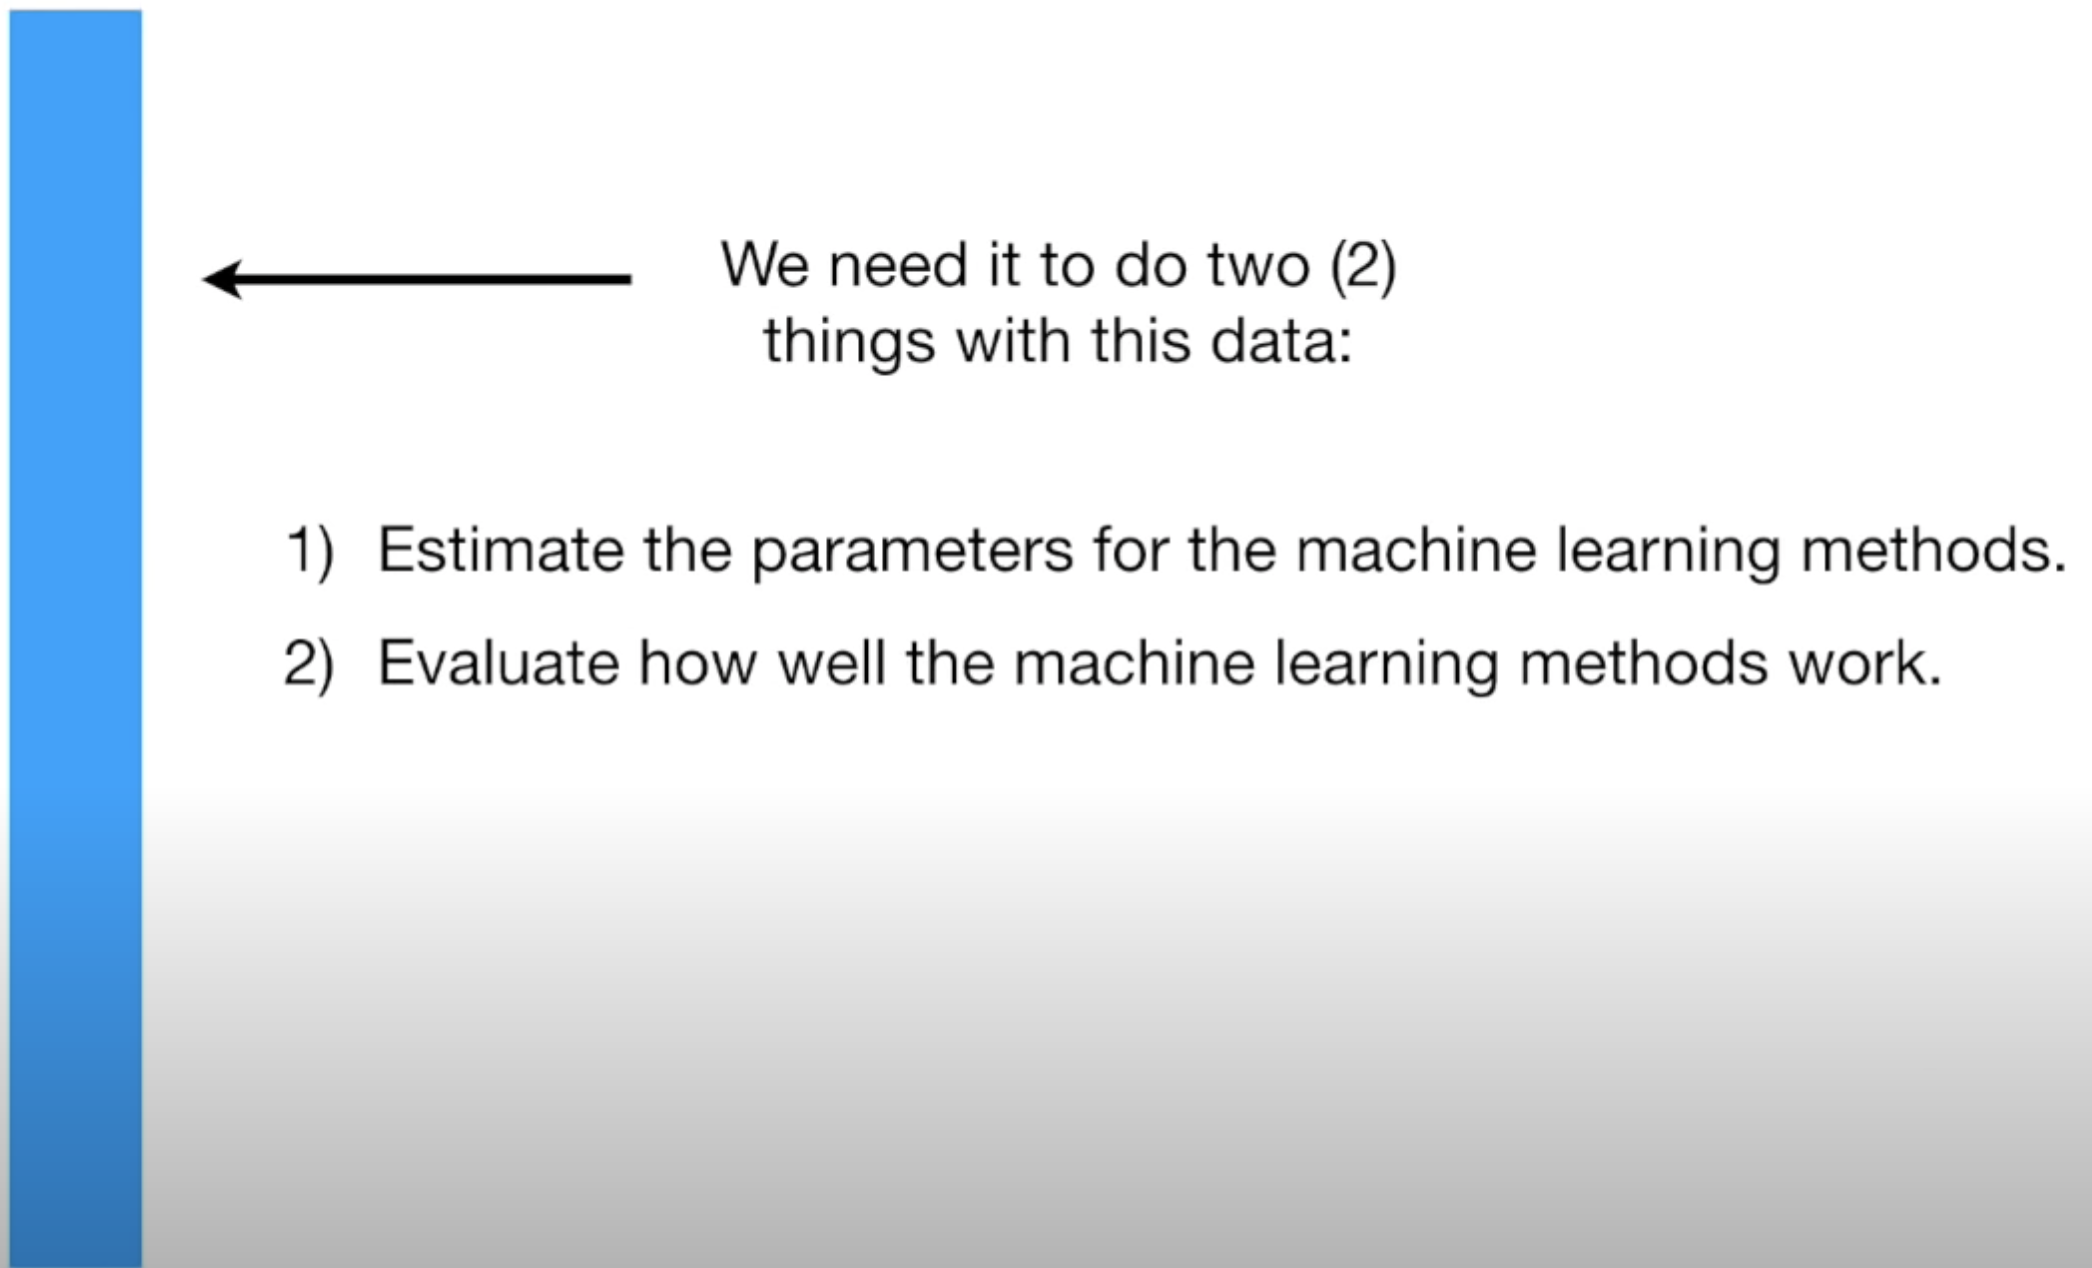 We need it to do two (2)
things with this data:
1) Estimate the parameters for the machine learning methods.
2) Evaluate how well the machine learning methods work.